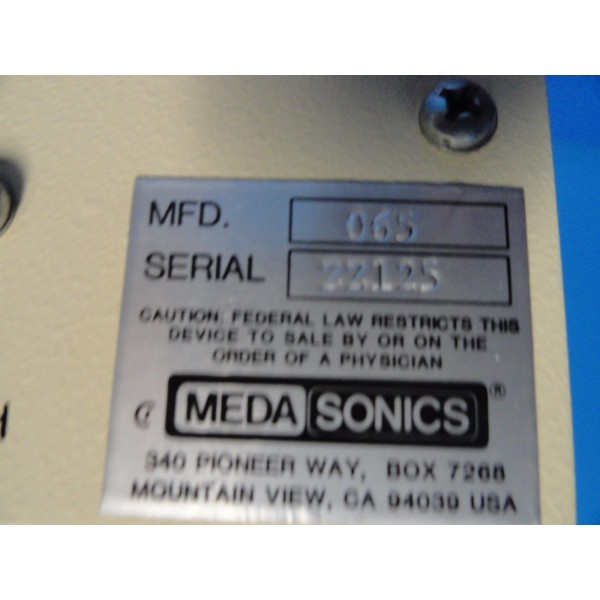 MFD. 065
SERIAL
CAUTION: FEDERAL LAW RESTRICTS THIS
DEVICE TO SALE BY OR ON THE
ORDER OF A PHYSICIAN
MEDA SONICS ®
340 PIONEER WAY, BOX 7268
MOUNTAIN VIEW, CA 94039 USA